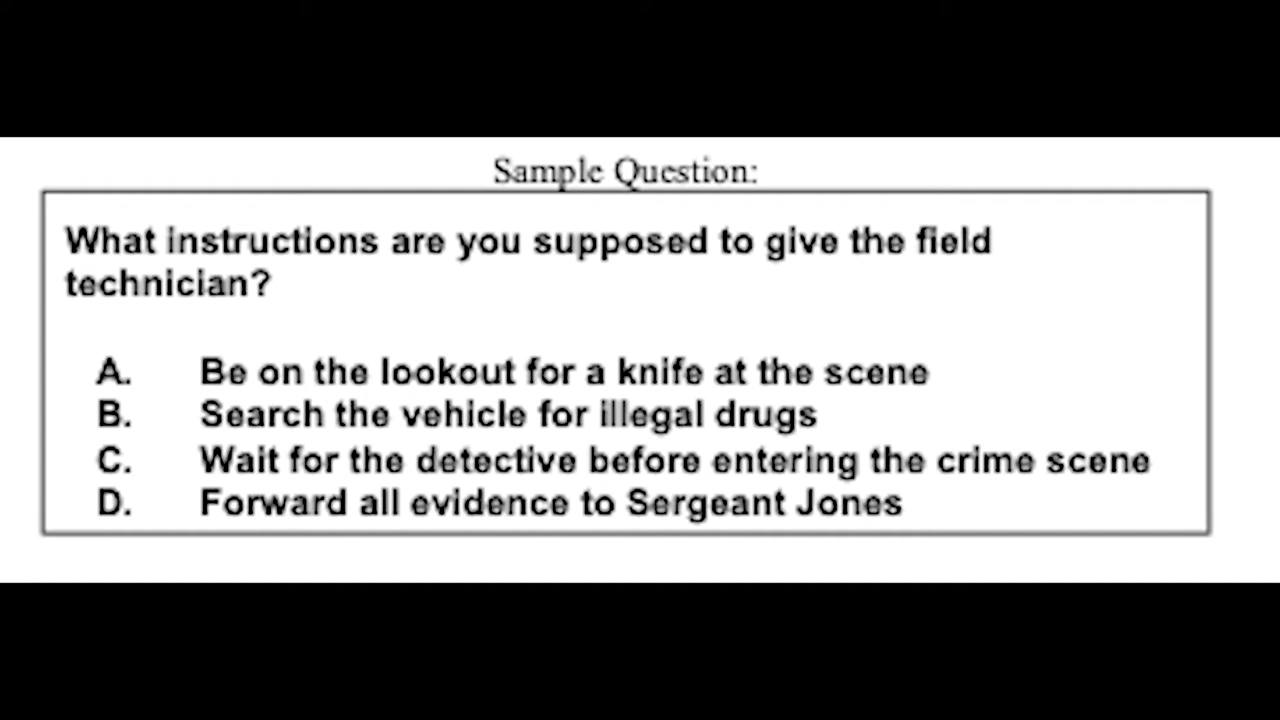 Sample Question:
What instructions are you supposed to give the field
technician?
A. Be on the lookout for a knife at the scene
B. Search the vehicle for illegal drugs
C. Wait for the detective before entering the crime scene
D. Forward all evidence to Sergeant Jones